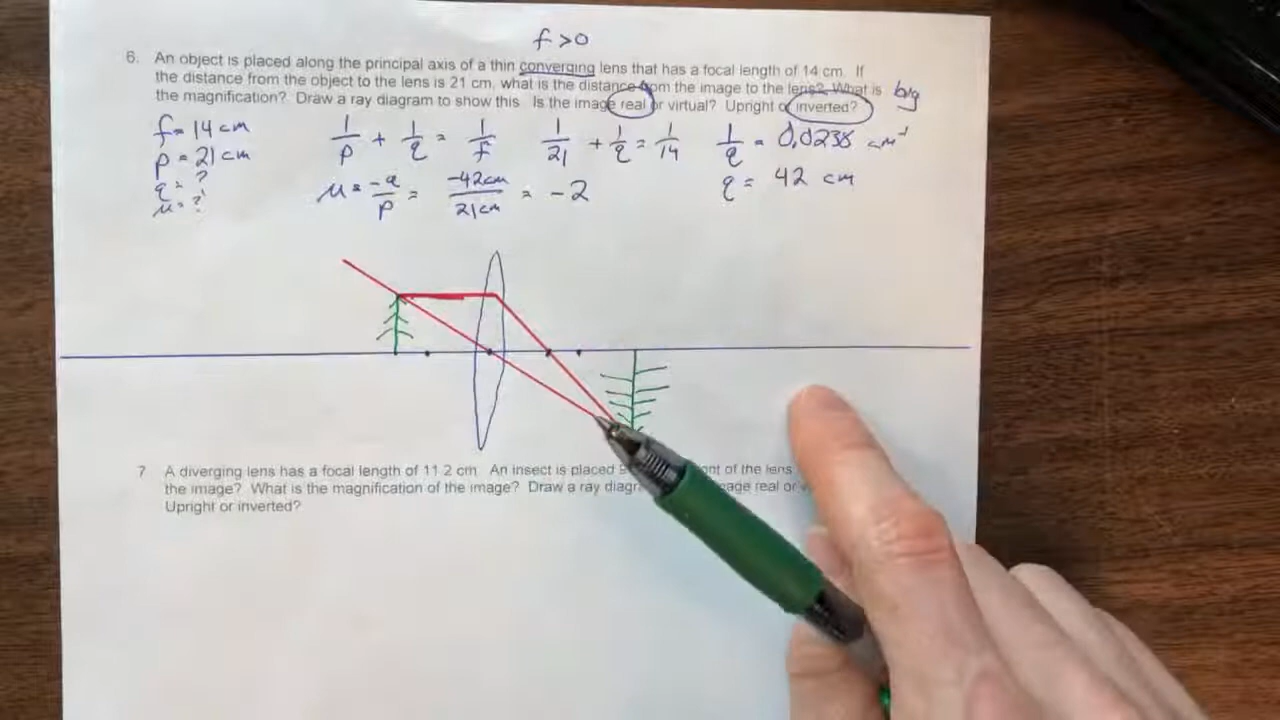 f >0
6. An object is placed along the principal axis of a thin converging lens that has a focal length of 14 cm. If
the distance from the object to the lens is 21 cm, what is the distance from the image to the lens? What is big
the magnification? Draw a ray diagram to show this. Is the image real or virtual? Upright or inverted?
f = 14 cm
p = 21 cm
q = ?
M = ?
1/p + 1/q = 1/f
1/21 + 1/q = 1/14
1/q = 0,0238 cm⁻¹
M = -q/p = -42cm/21cm = -2
q = 42 cm
7 A diverging lens has a focal length of 11.2 cm. An insect is placed of the lens
the image? What is the magnification of the image? Draw a ray real or
Upright or inverted?